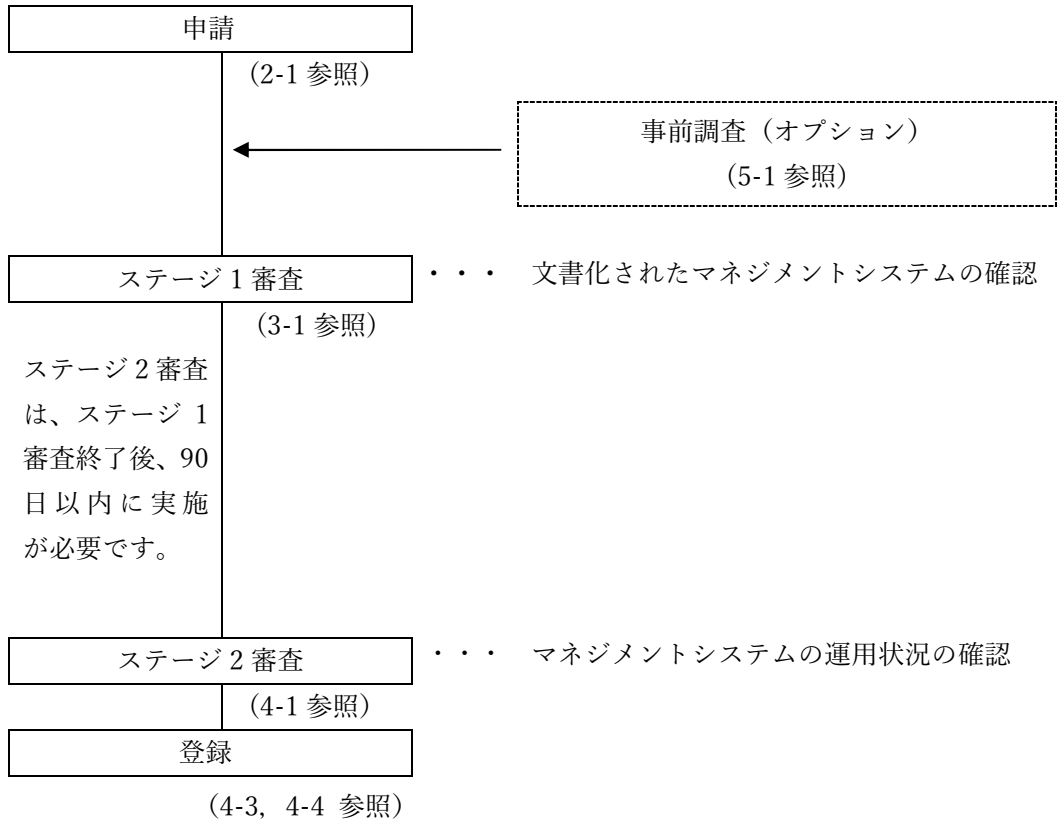 申請
(2-1 参照)
事前調査（オプション）
(5-1 参照)
ステージ 1 審査
・・・ 文書化されたマネジメントシステムの確認
(3-1 参照)
ステージ 2 審査
は、ステージ 1
審査終了後、90
日以内に実施
が必要です。
ステージ 2 審査
・・・ マネジメントシステムの運用状況の確認
(4-1 参照)
登録
(4-3, 4-4 参照)